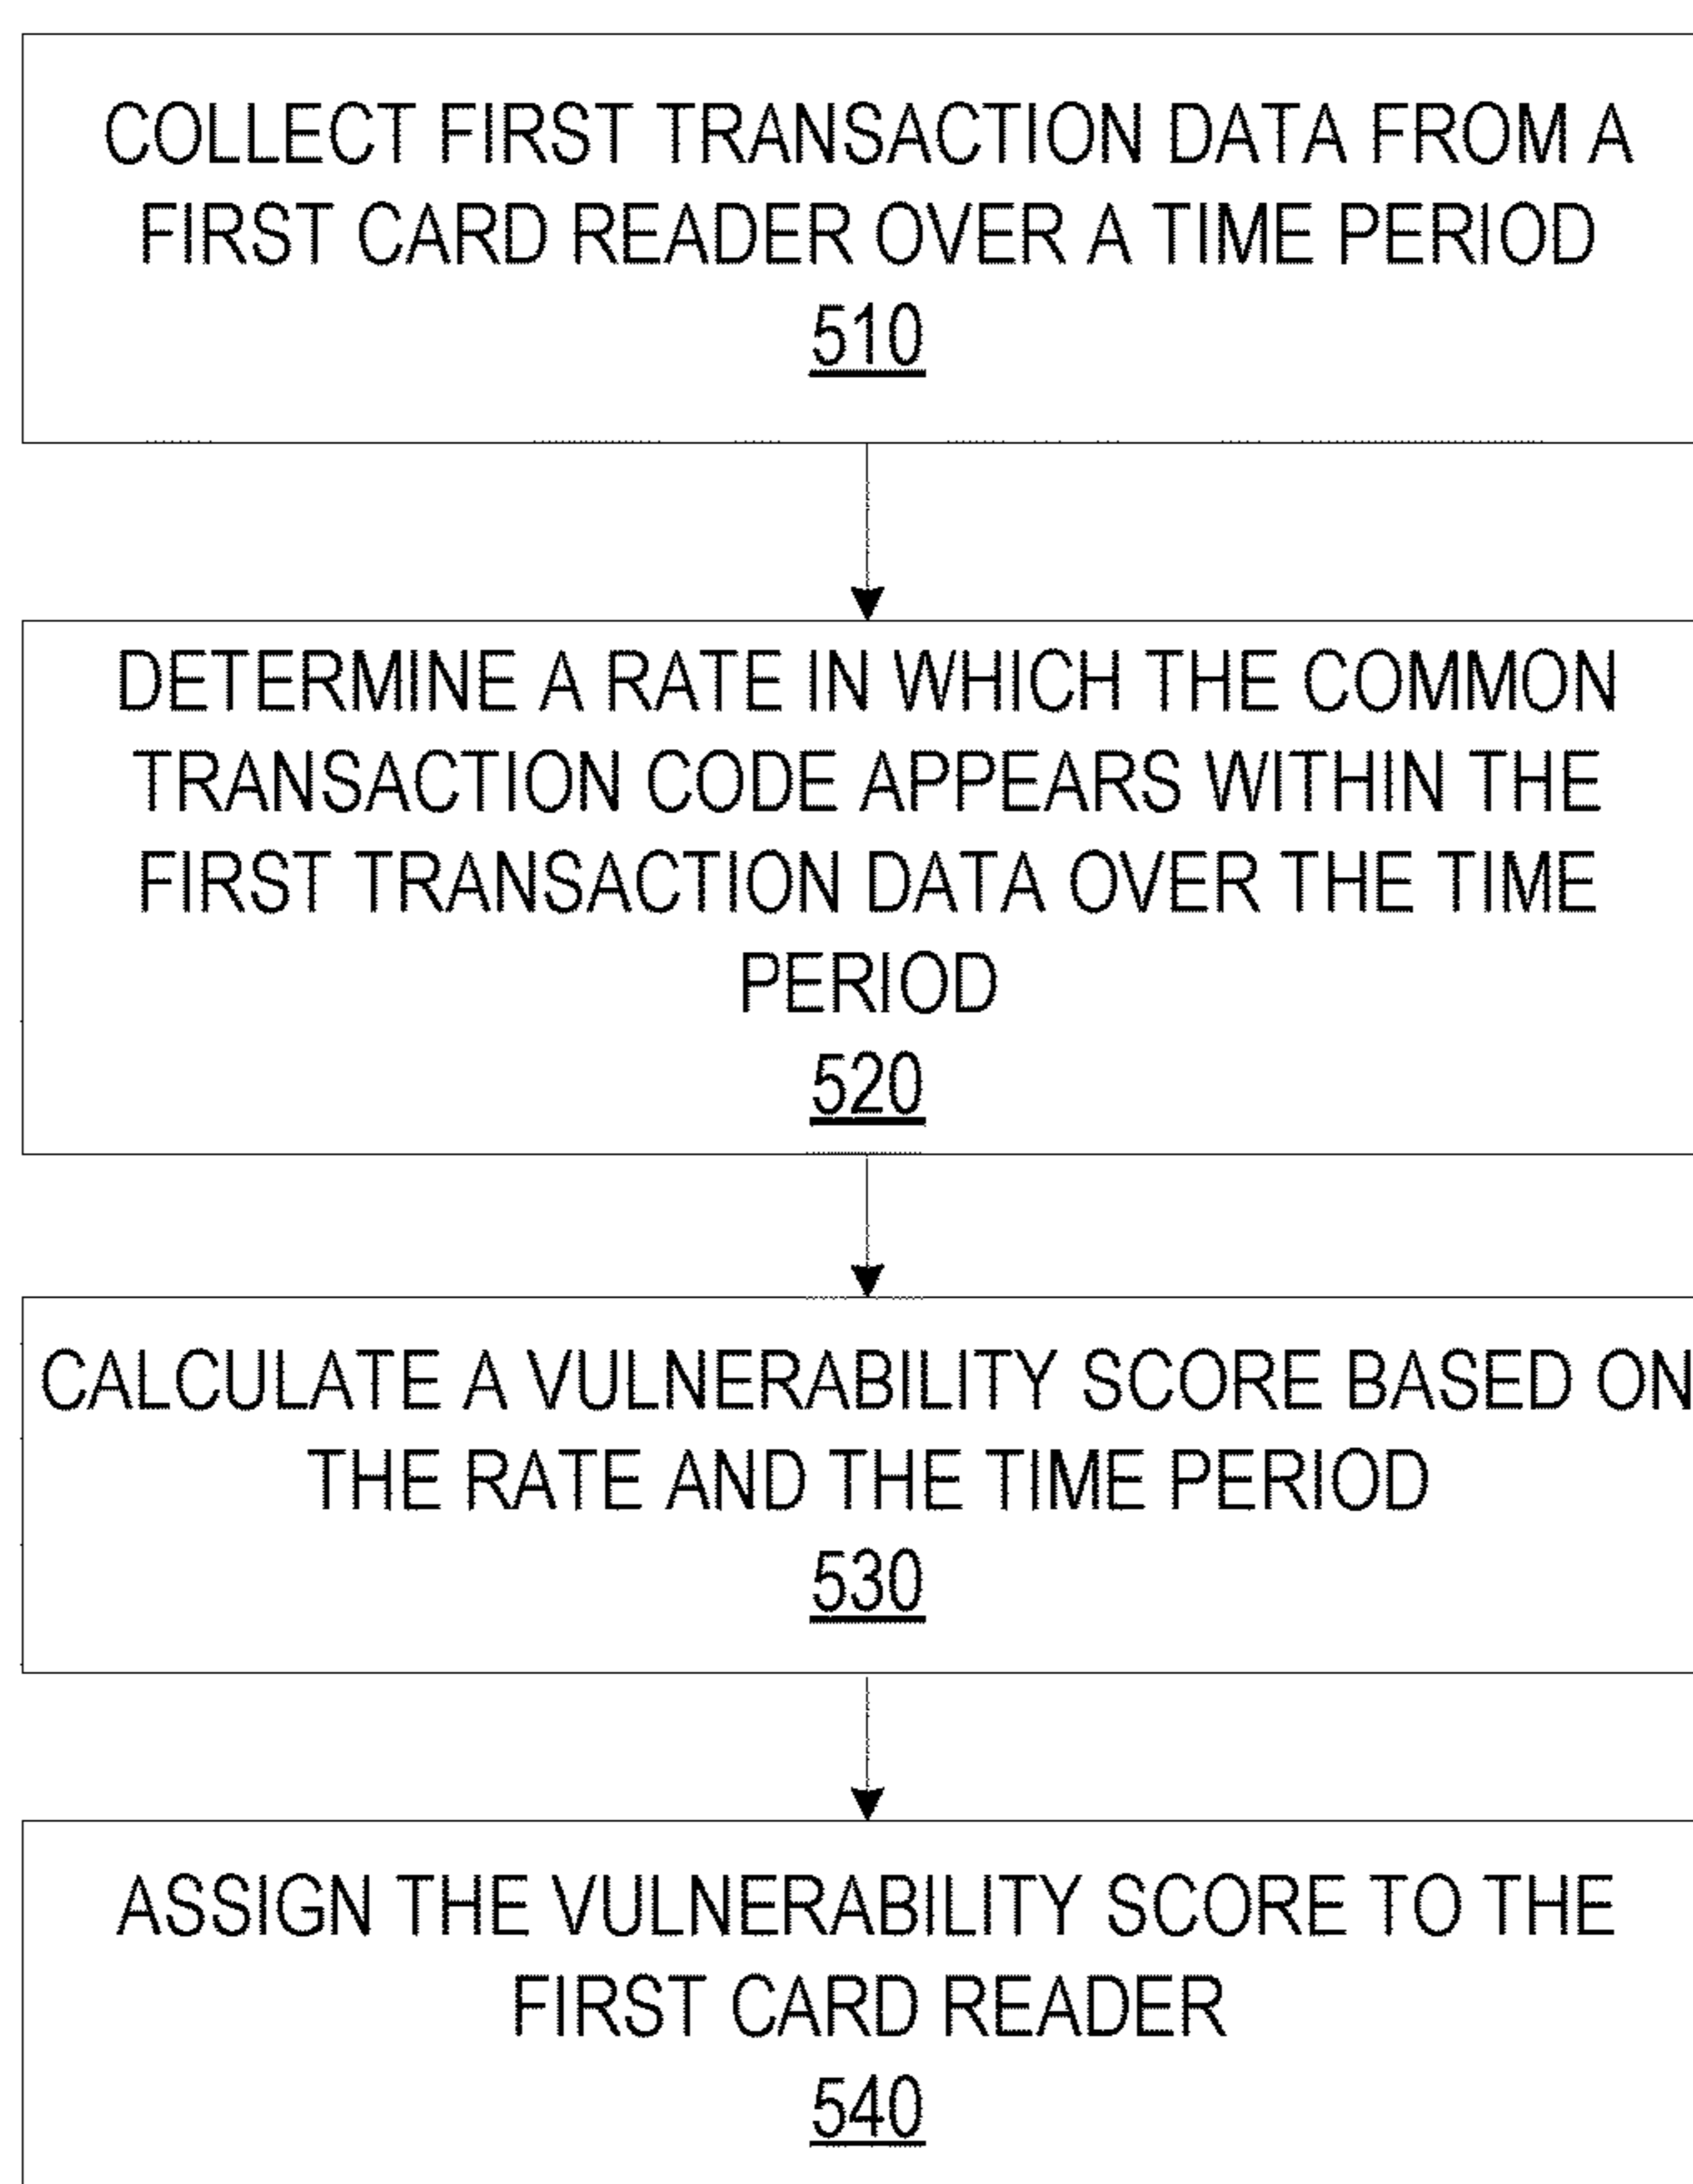 COLLECT FIRST TRANSACTION DATA FROM A
FIRST CARD READER OVER A TIME PERIOD
510
DETERMINE A RATE IN WHICH THE COMMON
TRANSACTION CODE APPEARS WITHIN THE
FIRST TRANSACTION DATA OVER THE TIME
PERIOD
520
CALCULATE A VULNERABILITY SCORE BASED ON
THE RATE AND THE TIME PERIOD
530
ASSIGN THE VULNERABILITY SCORE TO THE
FIRST CARD READER
540